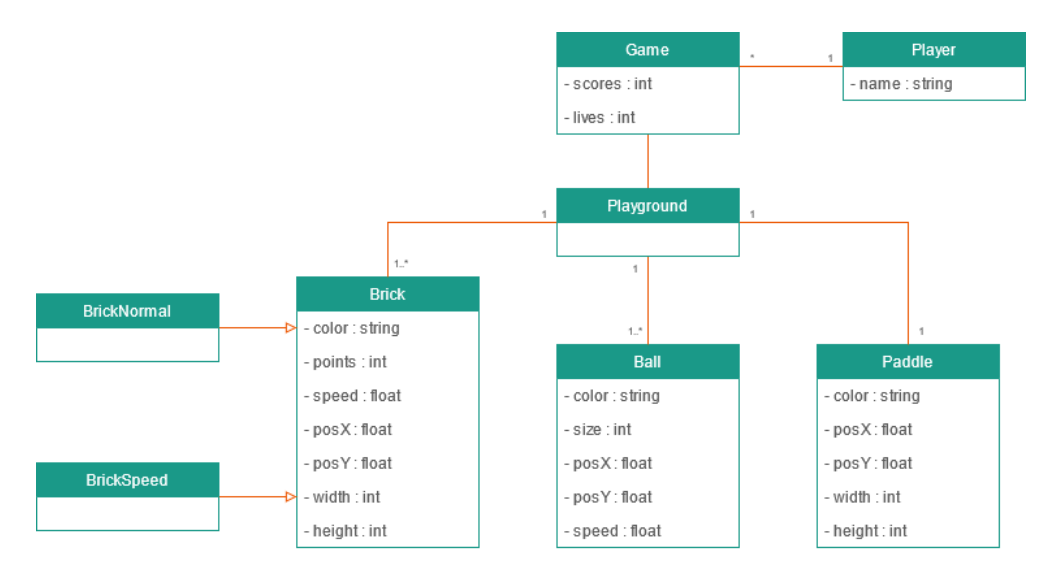 Game
- scores : int
- lives : int
* 1
Player
- name : string
Playground
1
1..*
1
1..*
1
1
BrickNormal
BrickSpeed
Brick
- color : string
- points : int
- speed : float
- posX : float
- posY : float
- width : int
- height : int
Ball
- color : string
- size : int
- posX : float
- posY : float
- speed : float
Paddle
- color : string
- posX : float
- posY : float
- width : int
- height : int